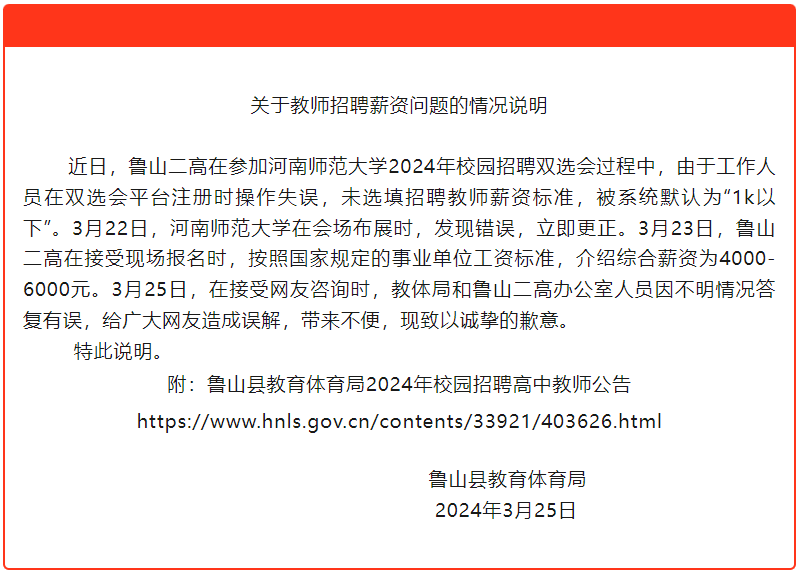 关于教师招聘薪资问题的情况说明
近日，鲁山二高在参加河南师范大学2024年校园招聘双选会过程中，由于工作人
员在双选会平台注册时操作失误，未选填招聘教师薪资标准，被系统默认为“1k以
下”。3月22日，河南师范大学在会场布展时，发现错误，立即更正。3月23日，鲁山
二高在接受现场报名时，按照国家规定的事业单位工资标准，介绍综合薪资为4000-
6000元。3月25日，在接受网友咨询时，教体局和鲁山二高办公室人员因不明情况答
复有误，给广大网友造成误解，带来不便，现致以诚挚的歉意。
特此说明。
附：鲁山县教育体育局2024年校园招聘高中教师公告
https://www.hnls.gov.cn/contents/33921/403626.html
鲁山县教育体育局
2024年3月25日